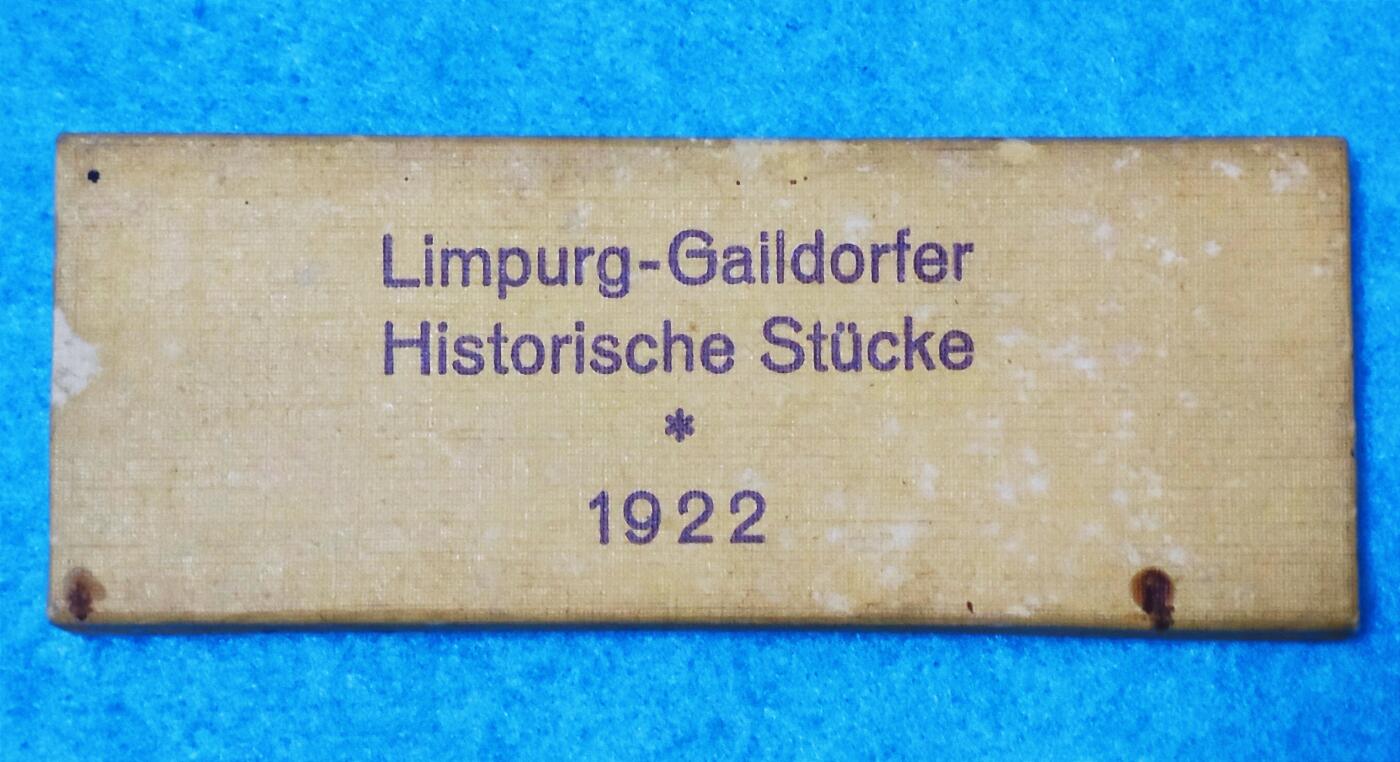 Limpurg-Gaildorfer
Historische Stücke
*
1922